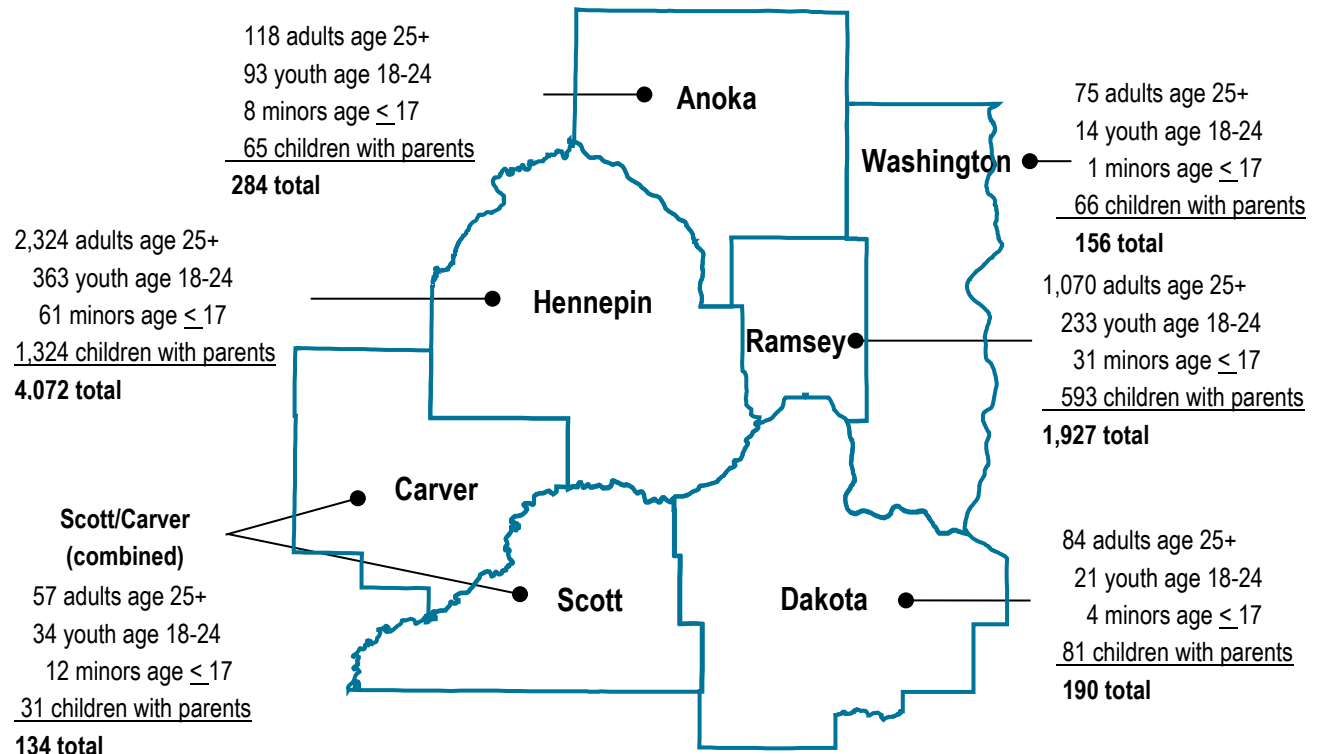 118 adults age 25+
93 youth age 18-24
8 minors age < 17
65 children with parents
284 total
Anoka
75 adults age 25+
14 youth age 18-24
1 minors age < 17
66 children with parents
156 total
Washington
2,324 adults age 25+
363 youth age 18-24
61 minors age < 17
1,324 children with parents
4,072 total
Hennepin
1,070 adults age 25+
233 youth age 18-24
31 minors age < 17
593 children with parents
1,927 total
Ramsey
Carver
Scott/Carver
(combined)
57 adults age 25+
34 youth age 18-24
12 minors age < 17
31 children with parents
134 total
Scott
Dakota
84 adults age 25+
21 youth age 18-24
4 minors age < 17
81 children with parents
190 total